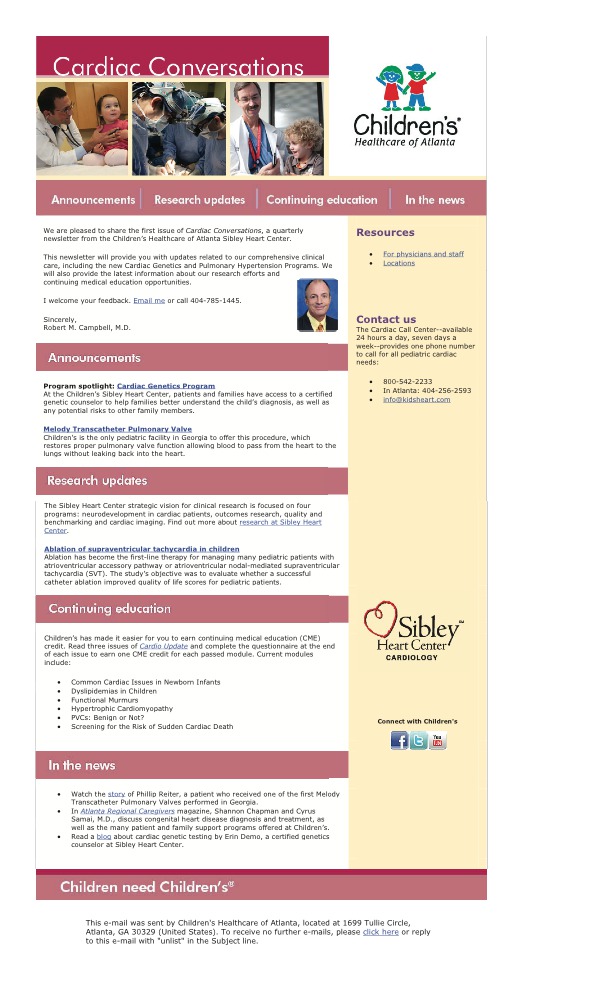 Cardiac Conversations
Children's®
Healthcare of Atlanta
Announcements
Research updates
Continuing education
In the news
We are pleased to share the first issue of Cardiac Conversations, a quarterly
newsletter from the Children's Healthcare of Atlanta Sibley Heart Center.
This newsletter will provide you with updates related to our comprehensive clinical
care, including the new Cardiac Genetics and Pulmonary Hypertension Programs. We
will also provide the latest information about our research efforts and
continuing medical education opportunities.
I welcome your feedback. Email me or call 404-785-1445.
Sincerely,
Robert M. Campbell, M.D.
Announcements
Program spotlight: Cardiac Genetics Program
At the Children's Sibley Heart Center, patients and families have access to a certified
genetic counselor to help families better understand the child's diagnosis, as well as
any potential risks to other family members.
Melody Transcatheter Pulmonary Valve
Children's is the only pediatric facility in Georgia to offer this procedure, which
restores proper pulmonary valve function allowing blood to pass from the heart to the
lungs without leaking back into the heart.
Research updates
The Sibley Heart Center strategic vision for clinical research is focused on four
programs: neurodevelopment in cardiac patients, outcomes research, quality and
benchmarking and cardiac imaging. Find out more about research at Sibley Heart
Center.
Ablation of supraventricular tachycardia in children
Ablation has become the first-line therapy for managing many pediatric patients with
atrioventricular accessory pathway or atrioventricular nodal-mediated supraventricular
tachycardia (SVT). The study's objective was to evaluate whether a successful
catheter ablation improved quality of life scores for pediatric patients.
Continuing education
Children's has made it easier for you to earn continuing medical education (CME)
credit. Read three issues of Cardio Update and complete the questionnaire at the end
of each issue to earn one CME credit for each passed module. Current modules
include:
• Common Cardiac Issues in Newborn Infants
• Dyslipidemias in Children
• Functional Murmurs
• Hypertrophic Cardiomyopathy
• PVCs: Benign or Not?
• Screening for the Risk of Sudden Cardiac Death
In the news
• Watch the story of Phillip Reiter, a patient who received one of the first Melody
Transcatheter Pulmonary Valves performed in Georgia.
• In Atlanta Regional Caregivers magazine, Shannon Chapman and Cyrus
Samai, M.D., discuss congenital heart disease diagnosis and treatment, as
well as the many patient and family support programs offered at Children's.
• Read a blog about cardiac genetic testing by Erin Demo, a certified genetics
counselor at Sibley Heart Center.
Resources
• For physicians and staff
• Locations
Contact us
The Cardiac Call Center--available
24 hours a day, seven days a
week--provides one phone number
to call for all pediatric cardiac
needs:
• 800-542-2233
• In Atlanta: 404-256-2593
• info@kidsheart.com
Sibley™
Heart Center
CARDIOLOGY
Connect with Children's
You
Tube
Children need Children's®
This e-mail was sent by Children's Healthcare of Atlanta, located at 1699 Tullie Circle,
Atlanta, GA 30329 (United States). To receive no further e-mails, please click here or reply
to this e-mail with "unlist" in the Subject line.